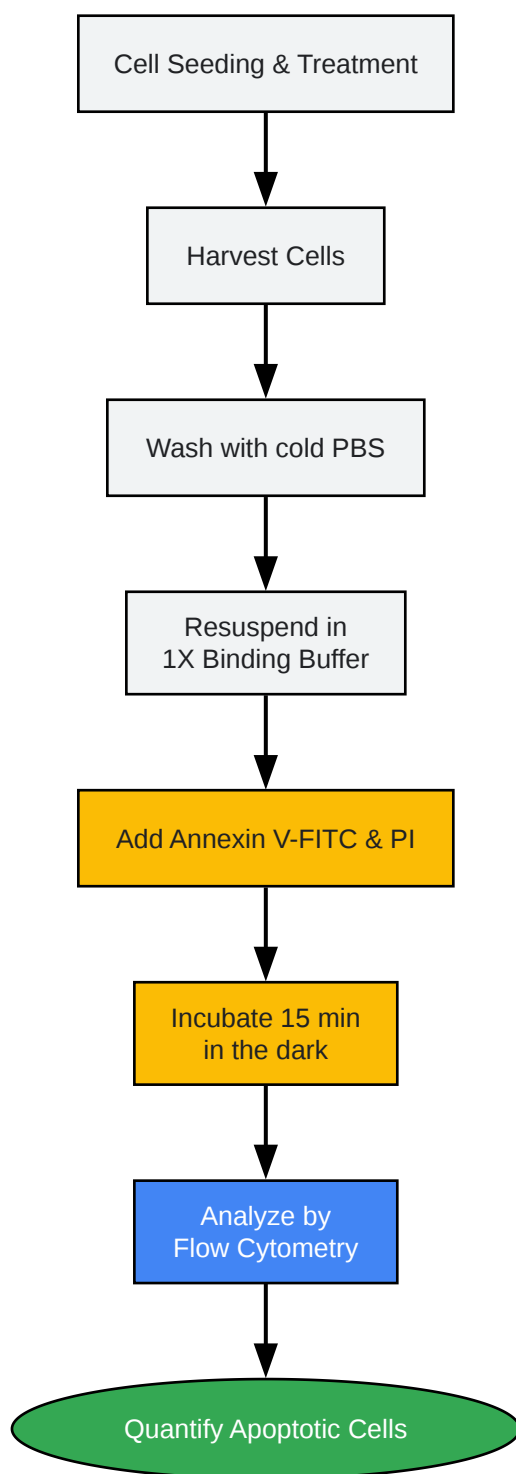 Cell Seeding & Treatment
Harvest Cells
Wash with cold PBS
Resuspend in
1X Binding Buffer
Add Annexin V-FITC & PI
Incubate 15 min
in the dark
Analyze by
Flow Cytometry
Quantify Apoptotic Cells